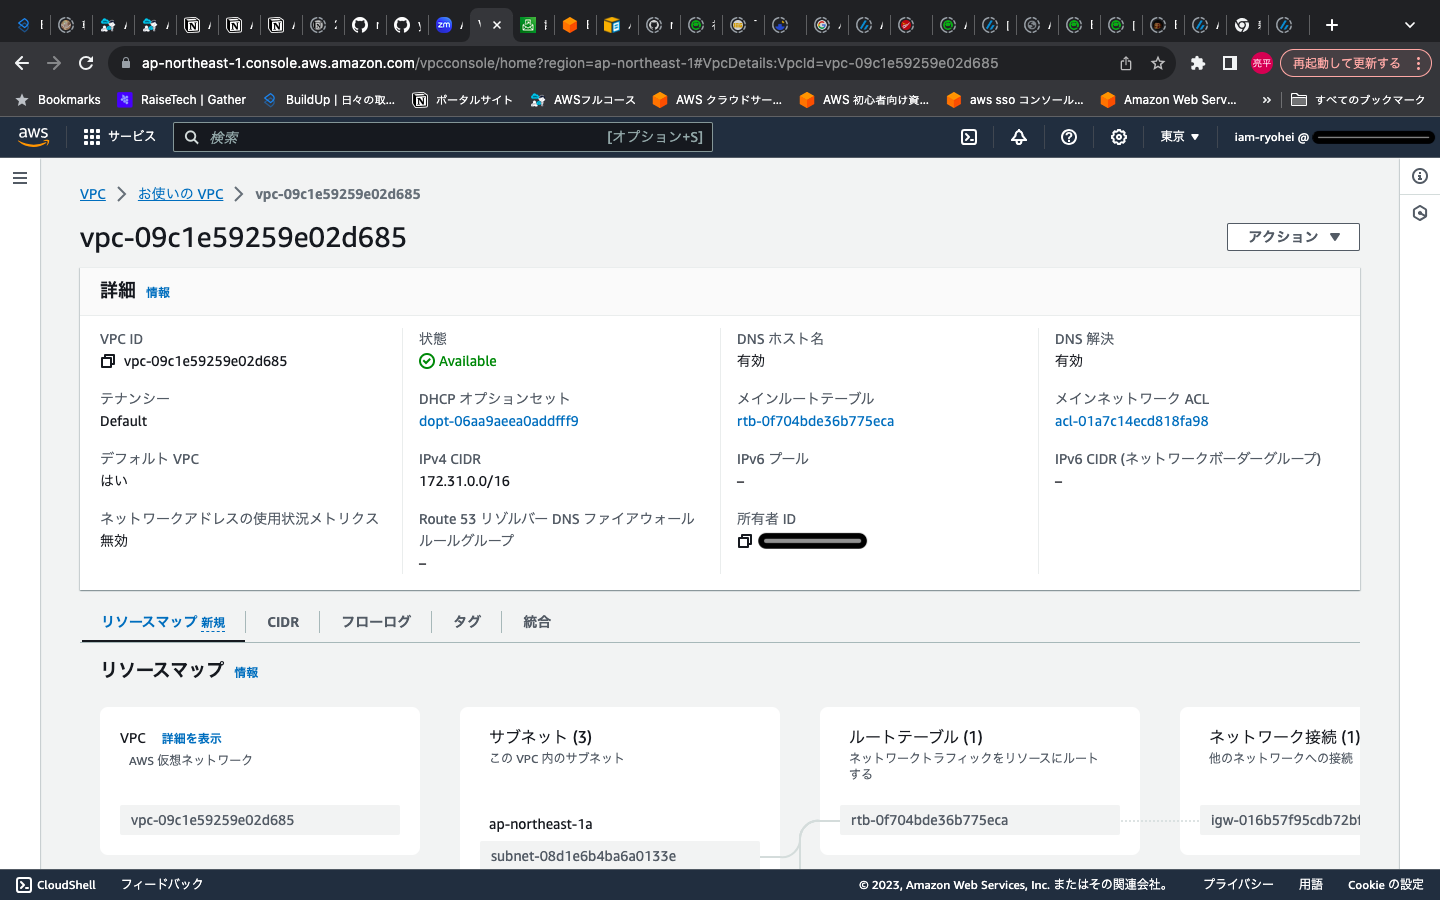 ap-northeast-1.console.aws.amazon.com/vpcconsole/home?region=ap-northeast-1#VpcDetails:VpcId=vpc-09c1e59259e02d685
亮平
再起動して更新する
Bookmarks
RaiseTech | Gather
BuildUp | 日々の取...
ポータルサイト
AWSフルコース
AWS クラウドサー...
AWS 初心者向け資...
aws sso コンソール...
Amazon Web Serv...
»
すべてのブックマーク
aws
サービス
検索
[オプション+S]
東京
iam-ryohei @
VPC
お使いの VPC
vpc-09c1e59259e02d685
vpc-09c1e59259e02d685
アクション
詳細 情報
VPC ID
vpc-09c1e59259e02d685
状態
Available
DNS ホスト名
有効
DNS 解決
有効
テナンシー
Default
DHCP オプションセット
dopt-06aa9aeea0addfff9
メインルートテーブル
rtb-0f704bde36b775eca
メインネットワーク ACL
acl-01a7c14ecd818fa98
デフォルト VPC
はい
IPv4 CIDR
172.31.0.0/16
IPv6 プール
–
IPv6 CIDR (ネットワークボーダーグループ)
–
ネットワークアドレスの使用状況メトリクス
無効
Route 53 リゾルバー DNS ファイアウォール
ルールグループ
–
所有者 ID
リソースマップ 新規
CIDR
フローログ
タグ
統合
リソースマップ 情報
VPC 詳細を表示
AWS 仮想ネットワーク
vpc-09c1e59259e02d685
サブネット (3)
この VPC 内のサブネット
ap-northeast-1a
subnet-08d1e6b4ba6a0133e
ルートテーブル (1)
ネットワークトラフィックをリソースにルート
する
rtb-0f704bde36b775eca
ネットワーク接続 (1)
他のネットワークへの接続
igw-016b57f95cdb72bf
CloudShell
フィードバック
© 2023, Amazon Web Services, Inc. またはその関連会社。
プライバシー
用語
Cookie の設定